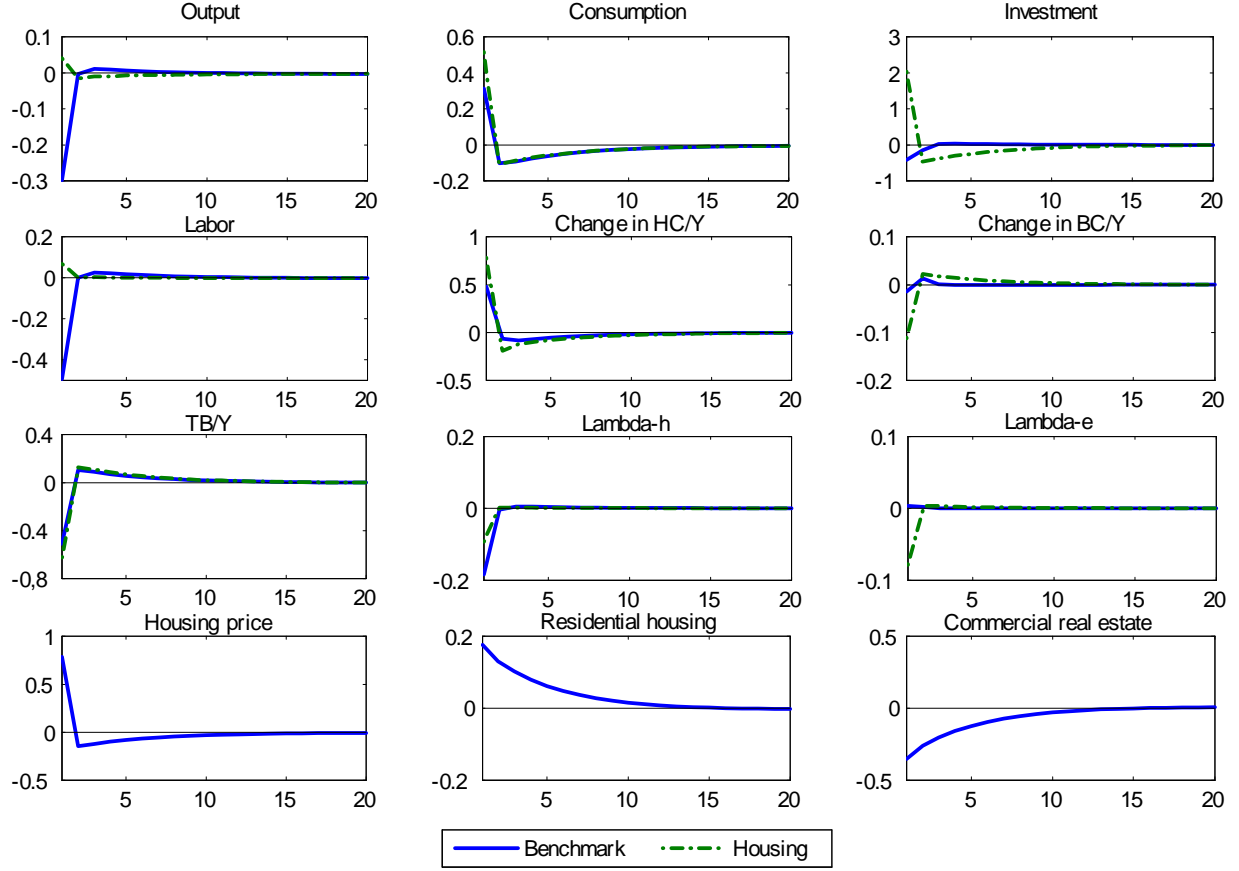 Output Consumption Investment
0.1 0.6 3
0 0.4 2
-0.1 0.2 1
-0.2 0 0
-0.3 -0.2 -1
5 10 15 20 5 10 15 20 5 10 15 20
Labor Change in HC/Y Change in BC/Y
0.2 1 0.1
0 0.5 0
-0.2 0 -0.1
-0.4 -0.5 -0.2
5 10 15 20 5 10 15 20 5 10 15 20
TB/Y Lambda-h Lambda-e
0.4 0.2 0.1
0 0 0
-0.4
-0,8 -0.2 -0.1
5 10 15 20 5 10 15 20 5 10 15 20
Housing price Residential housing Commercial real estate
1 0.2 0.5
0.5
0 0 0
-0.5 -0.2 -0.5
5 10 15 20 5 10 15 20 5 10 15 20
Benchmark Housing